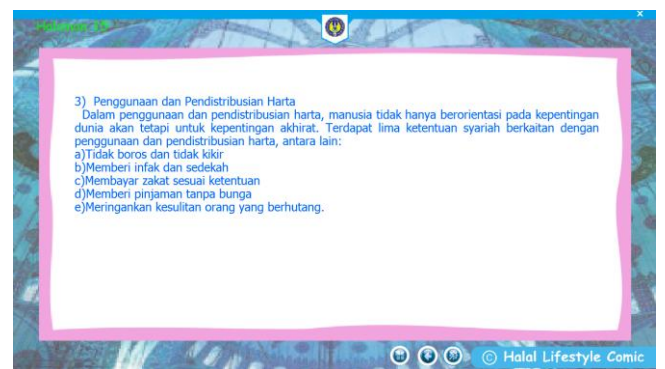 3) Penggunaan dan Pendistribusian Harta
Dalam penggunaan dan pendistribusian harta, manusia tidak hanya berorientasi pada kepentingan
dunia akan tetapi untuk kepentingan akhirat. Terdapat lima ketentuan syariah berkaitan dengan
penggunaan dan pendistribusian harta, antara lain:
a)Tidak boros dan tidak kikir
b)Memberi infak dan sedekah
c)Membayar zakat sesuai ketentuan
d)Memberi pinjaman tanpa bunga
e)Meringankan kesulitan orang yang berhutang.
© Halal Lifestyle Comic